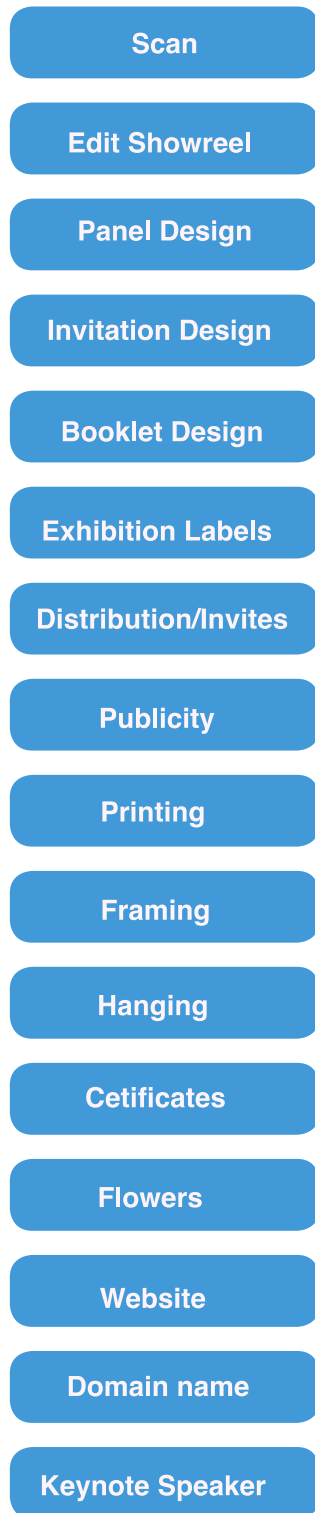 Scan
Edit Showreel
Panel Design
Invitation Design
Booklet Design
Exhibition Labels
Distribution/Invites
Publicity
Printing
Framing
Hanging
Cetificates
Flowers
Website
Domain name
Keynote Speaker